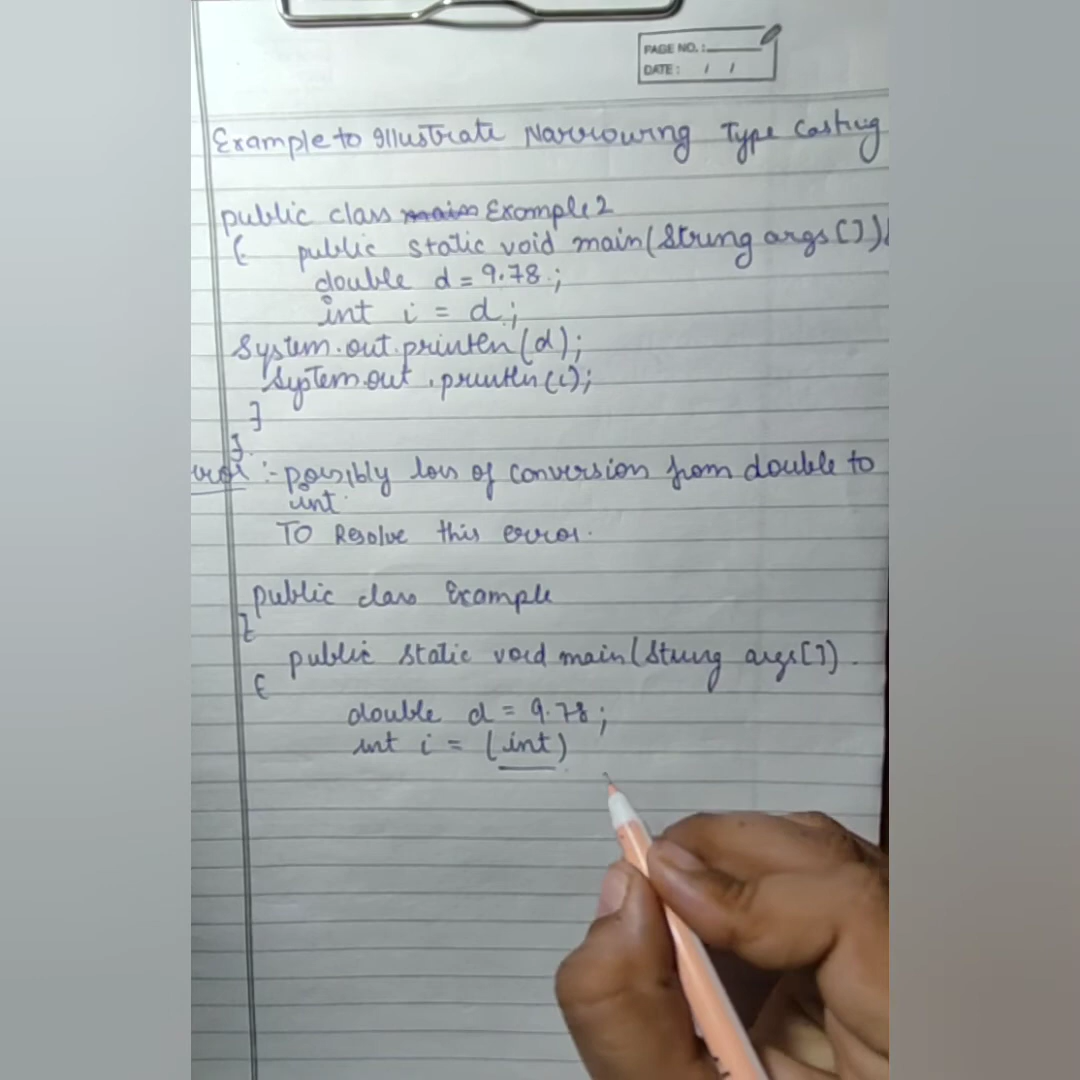 PAGE NO. :
DATE : / /
Example to Illustrate Narrowing Type Casting
public class main Example2
{ public static void main(String args[]){
double d = 9.78;
int i = d;
System.out.println(d);
System.out.println(i);
}
}
:- possibly loss of conversion from double to
int
To Resolve this error.
public class Example
{
public static void main(String args[])
{
double d = 9.78;
int i = (int)